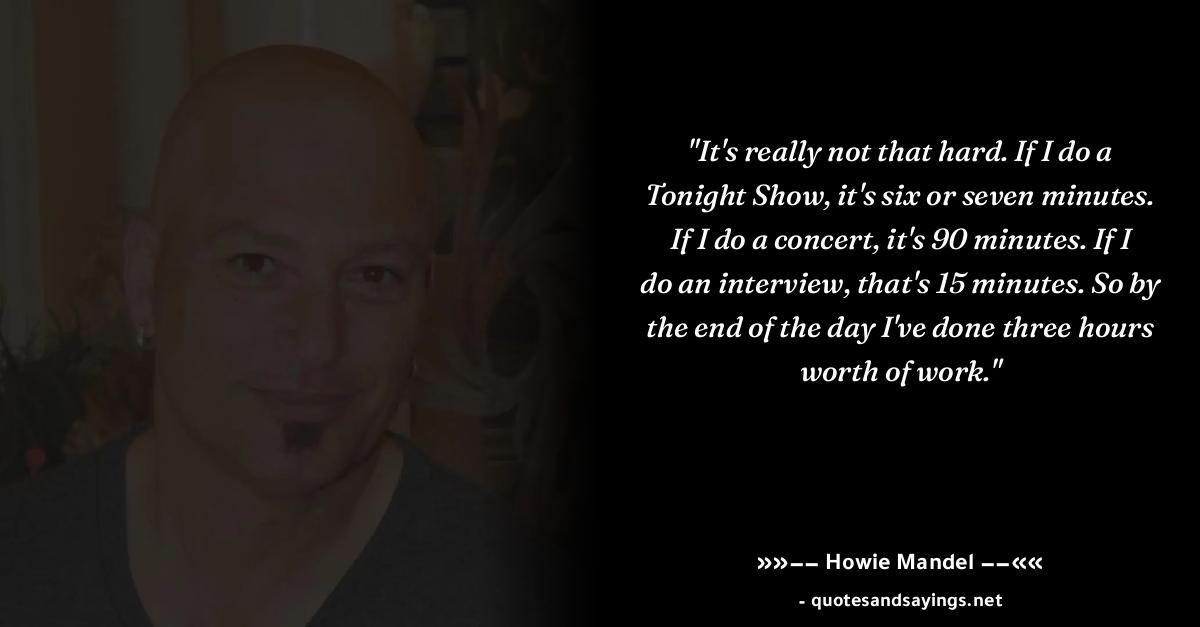 "It's really not that hard. If I do a
Tonight Show, it's six or seven minutes.
If I do a concert, it's 90 minutes. If I
do an interview, that's 15 minutes. So by
the end of the day I've done three hours
worth of work."
»»–– Howie Mandel ––««
- quotesandsayings.net